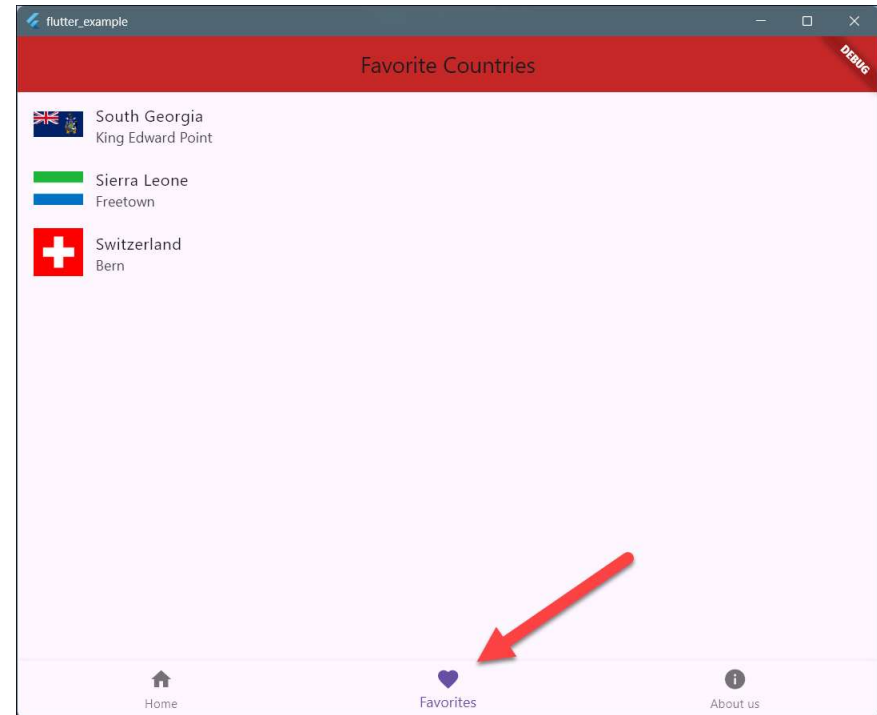 flutter_example
Favorite Countries
DEBUG
South Georgia
King Edward Point
Sierra Leone
Freetown
Switzerland
Bern
Home
Favorites
About us